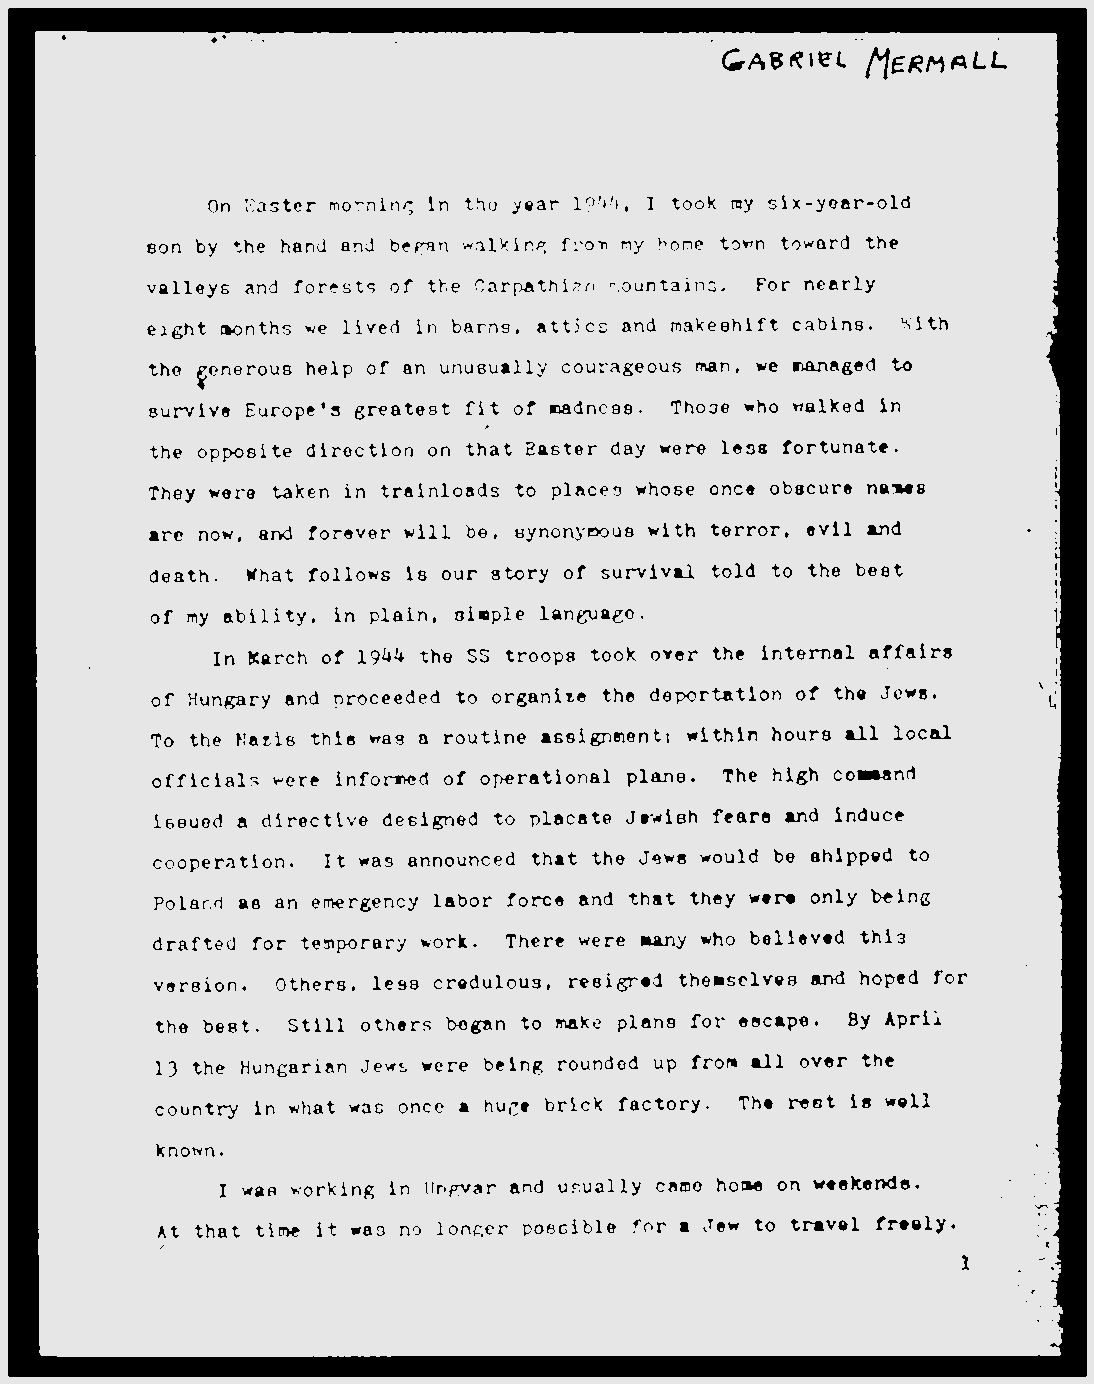 GABRIEL MERMALL
On Easter morning in the year 1944, I took my six-year-old
son by the hand and began walking from my home town toward the
valleys and forests of the Carpathian mountains. For nearly
eight months we lived in barns, attics and makeshift cabins. With
the generous help of an unusually courageous man, we managed to
survive Europe's greatest fit of madness. Those who walked in
the opposite direction on that Easter day were less fortunate.
They were taken in trainloads to places whose once obscure names
are now, and forever will be, synonymous with terror, evil and
death. What follows is our story of survival told to the best
of my ability, in plain, simple language.
In March of 1944 the SS troops took over the internal affairs
of Hungary and proceeded to organize the deportation of the Jews.
To the Nazis this was a routine assignment; within hours all local
officials were informed of operational plans. The high command
issued a directive designed to placate Jewish fears and induce
cooperation. It was announced that the Jews would be shipped to
Poland as an emergency labor force and that they were only being
drafted for temporary work. There were many who believed this
version. Others, less credulous, resigned themselves and hoped for
the best. Still others began to make plans for escape. By April
13 the Hungarian Jews were being rounded up from all over the
country in what was once a huge brick factory. The rest is well
known.
I was working in Ungvar and usually came home on weekends.
At that time it was no longer possible for a Jew to travel freely.
1